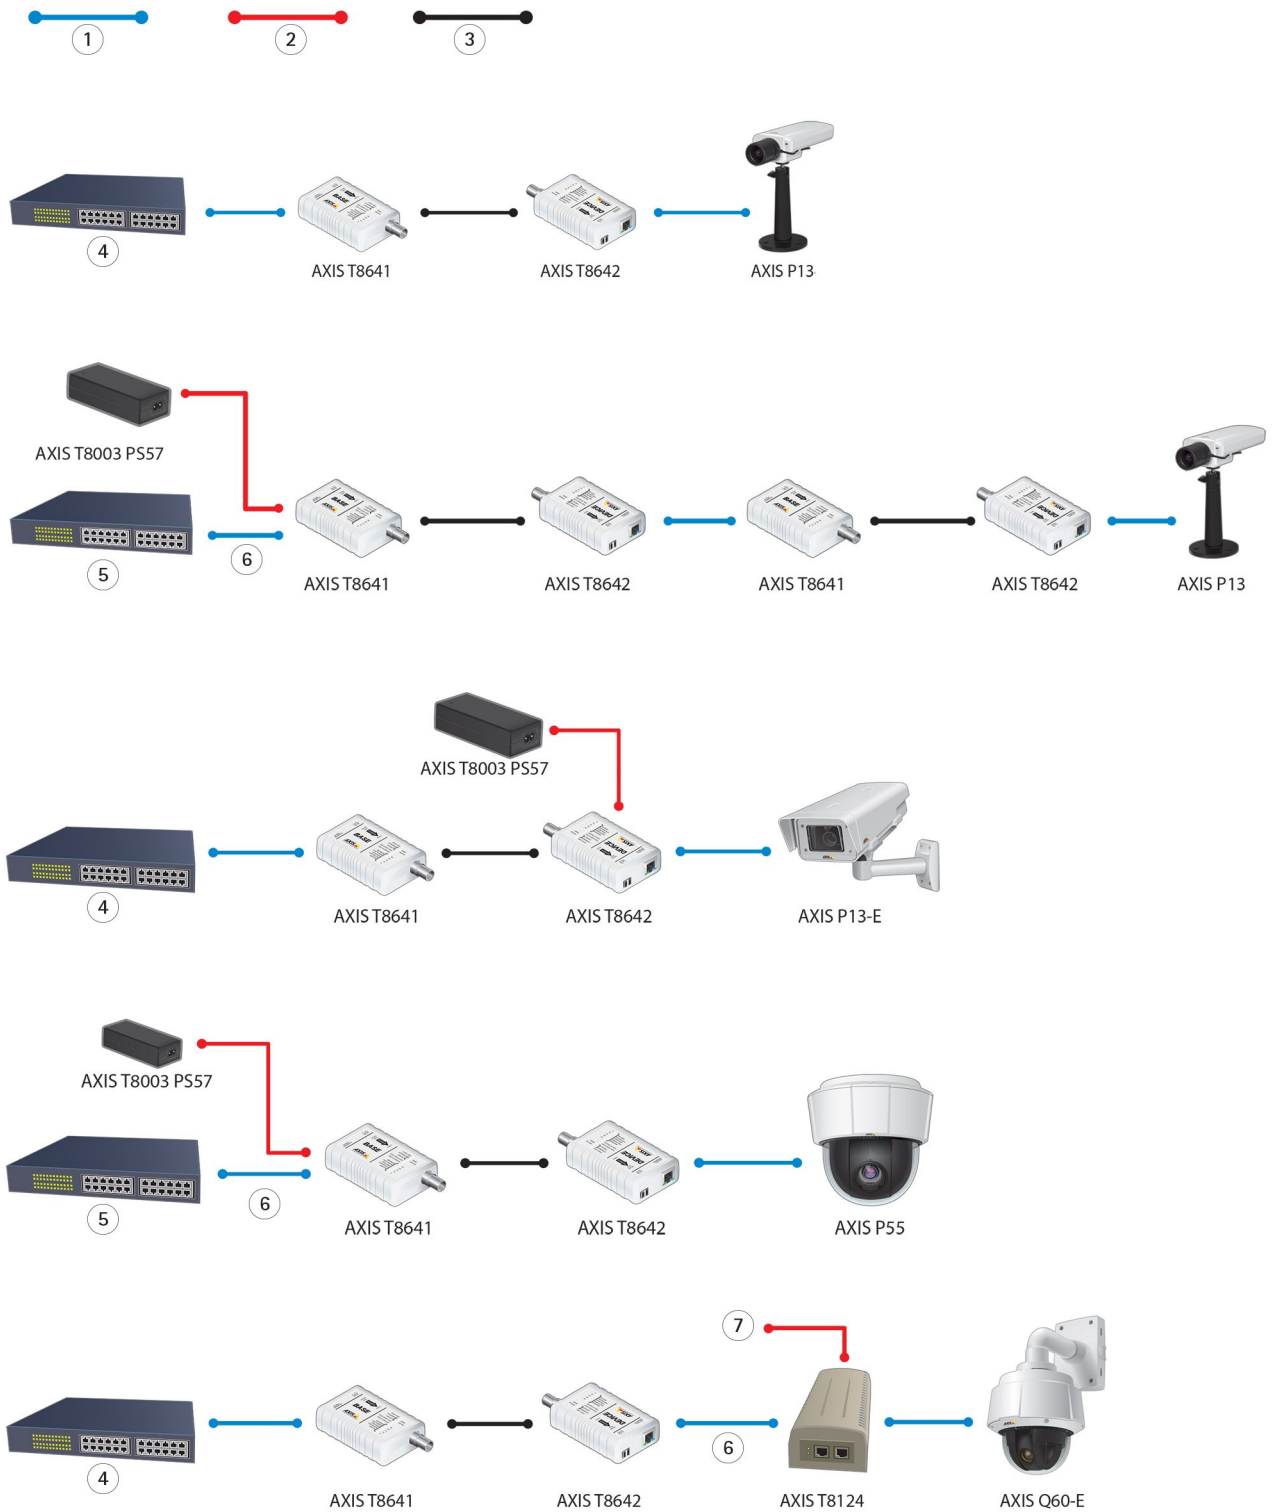 1 2 3
4
AXIS T8641 AXIS T8642 AXIS P13
AXIS T8003 PS57
5 6
AXIS T8641 AXIS T8642 AXIS T8641 AXIS T8642 AXIS P13
AXIS T8003 PS57
4
AXIS T8641 AXIS T8642 AXIS P13-E
AXIS T8003 PS57
5 6
AXIS T8641 AXIS T8642 AXIS P55
7
4 6
AXIS T8641 AXIS T8642 AXIS T8124 AXIS Q60-E